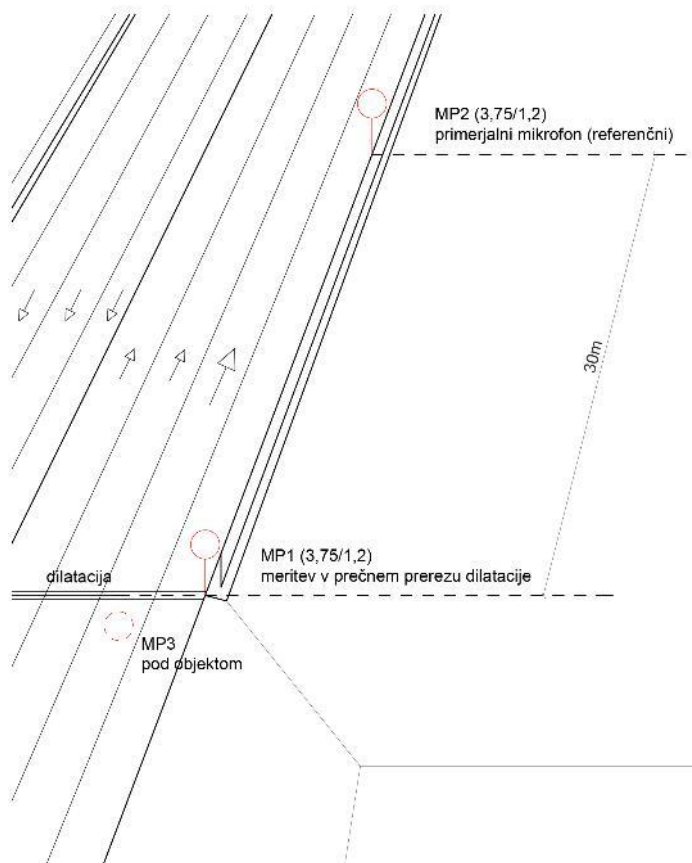 MP2 (3,75/1,2)
primerjalni mikrofon (referenčni)
30m
MP1 (3,75/1,2)
meritev v prečnem prerezu dilatacije
dilatacija
MP3
pod objektom